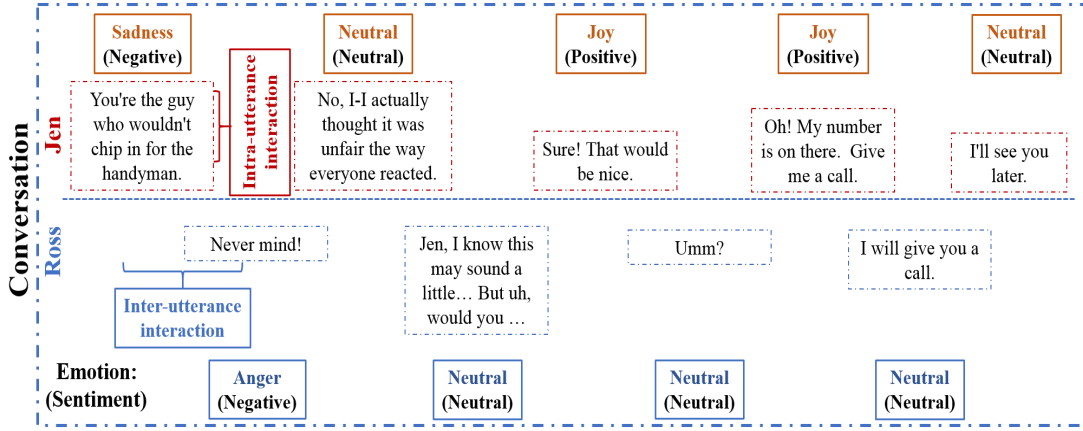 Conversation
Jen
Sadness
(Negative)
Neutral
(Neutral)
Joy
(Positive)
Joy
(Positive)
Neutral
(Neutral)
You're the guy
who wouldn't
chip in for the
handyman.
Intra-utterance
interaction
No, I-I actually
thought it was
unfair the way
everyone reacted.
Sure! That would
be nice.
Oh! My number
is on there. Give
me a call.
I'll see you
later.
Ross
Never mind!
Jen, I know this
may sound a
little… But uh,
would you …
Umm?
I will give you a
call.
Inter-utterance
interaction
Emotion:
(Sentiment)
Anger
(Negative)
Neutral
(Neutral)
Neutral
(Neutral)
Neutral
(Neutral)